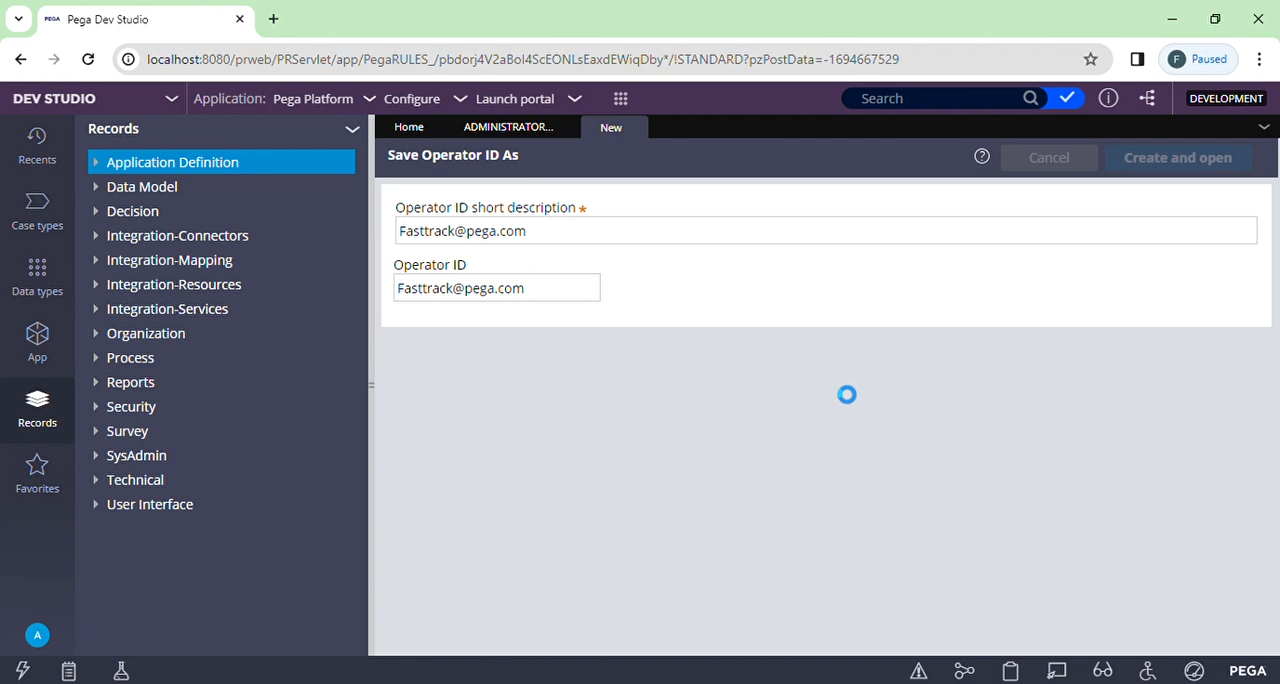 PEGA Pega Dev Studio
localhost:8080/prweb/PRServlet/app/PegaRULES_/pbdorj4V2aBoI4ScEONLsEaxdEWiqDby*/!STANDARD?pzPostData=-1694667529
F Paused
DEV STUDIO Application: Pega Platform Configure Launch portal Search DEVELOPMENT
Recents
Case types
Data types
App
Records
Favorites
A
Records
Application Definition
Data Model
Decision
Integration-Connectors
Integration-Mapping
Integration-Resources
Integration-Services
Organization
Process
Reports
Security
Survey
SysAdmin
Technical
User Interface
Home ADMINISTRATOR... New
Save Operator ID As Cancel Create and open
Operator ID short description *
Fasttrack@pega.com
Operator ID
Fasttrack@pega.com
PEGA